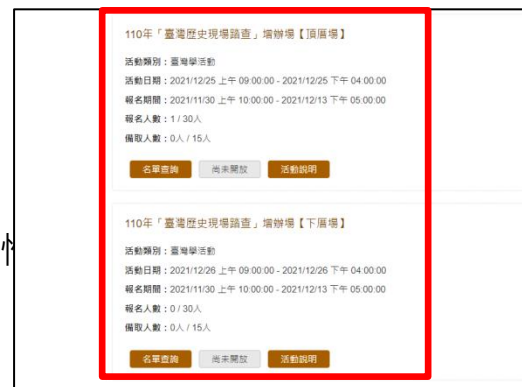 110年「臺灣歷史現場踏查」增辦場【頂厝場】
活動類別：臺灣學活動
活動日期：2021/12/25 上午 09:00:00 - 2021/12/25 下午 04:00:00
報名期間：2021/11/30 上午 10:00:00 - 2021/12/13 下午 05:00:00
報名人數：1 / 30人
備取人數：0人 / 15人
名單查詢 尚未開放 活動說明
110年「臺灣歷史現場踏查」增辦場【下厝場】
活動類別：臺灣學活動
活動日期：2021/12/26 上午 09:00:00 - 2021/12/26 下午 04:00:00
報名期間：2021/11/30 上午 10:00:00 - 2021/12/13 下午 05:00:00
報名人數：0 / 30人
備取人數：0人 / 15人
名單查詢 尚未開放 活動說明